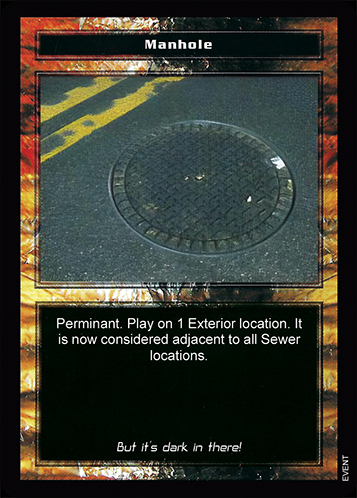 Manhole
Perminant. Play on 1 Exterior location. It
is now considered adjacent to all Sewer
locations.
But it's dark in there!
EVENT